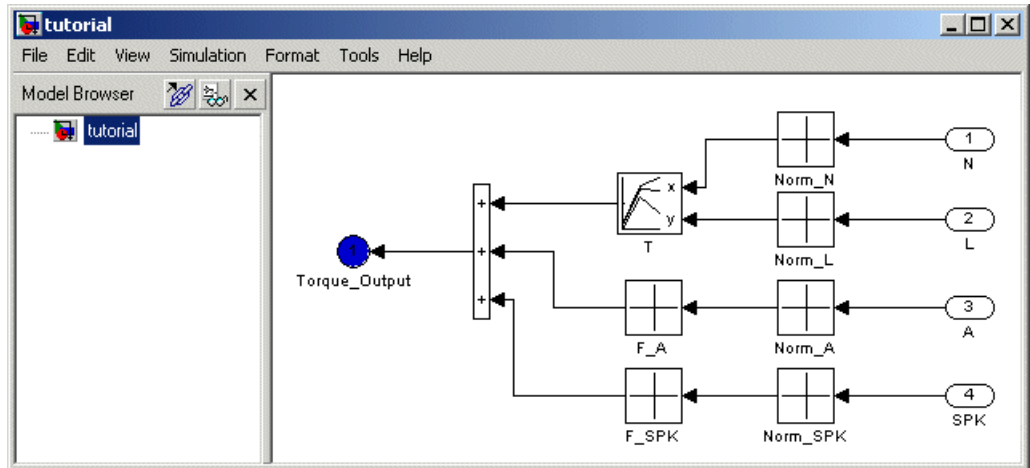 tutorial
File Edit View Simulation Format Tools Help
Model Browser
tutorial
1
N
Norm_N
x
y
T
2
L
Norm_L
+
+
+
1
Torque_Output
3
A
F_A
Norm_A
4
SPK
F_SPK
Norm_SPK